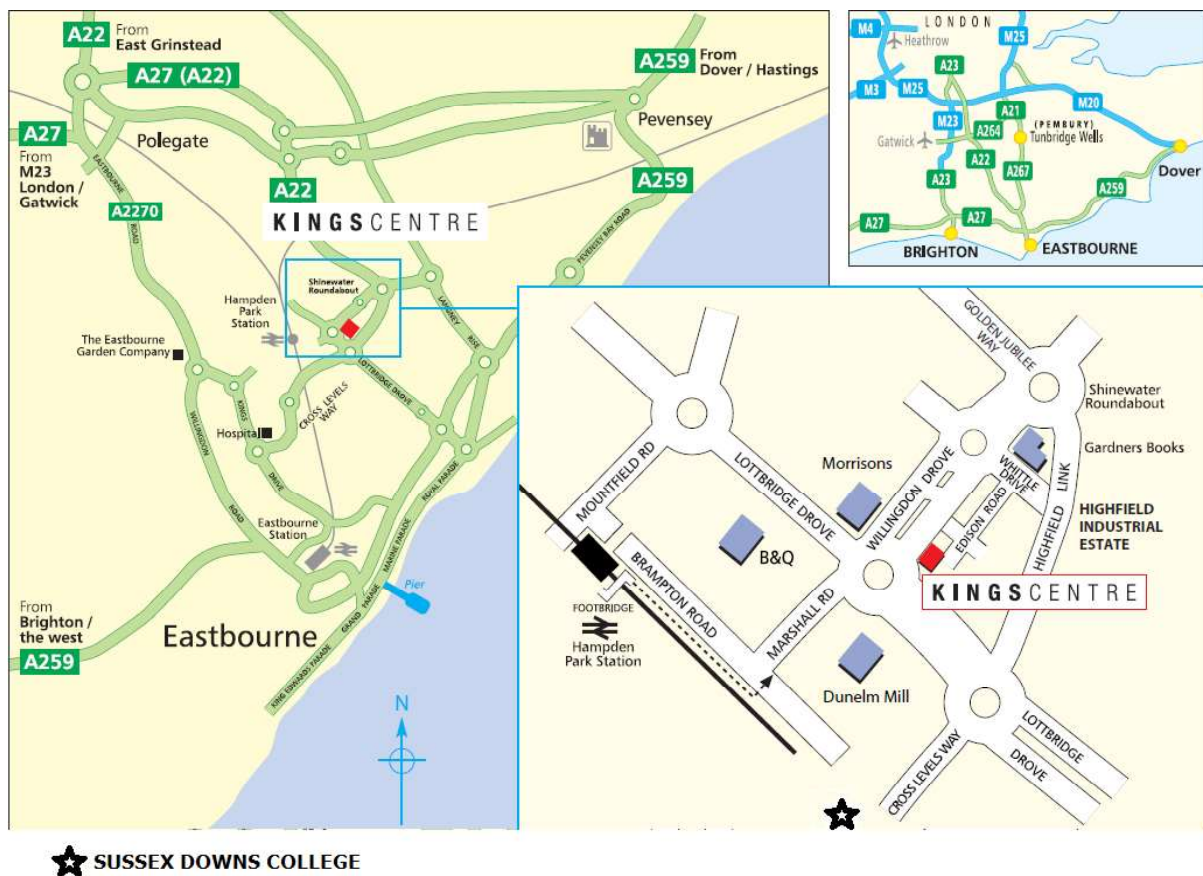 A22
From
East Grinstead
A27 (A22)
A259
From
Dover / Hastings
A27
From
M23
London /
Gatwick
Polegate
Pevensey
EASTBOURNE
ROAD
A2270
A22
A259
KINGSCENTRE
PEVENSEY BAY ROAD
Shinewater
Roundabout
Hampden
Park
Station
LANGNEY
RISE
The Eastbourne
Garden Company
LOTTBRIDGE DROVE
CROSS LEVELS
WAY
KINGS
DRIVE
Hospital
WILLINGDON
ROAD
Eastbourne
Station
ROYAL PARADE
MARINE PARADE
GRAND PARADE
KING EDWARDS PARADE
Pier
From
Brighton /
the west
A259
Eastbourne
N
LONDON
M4
Heathrow
M25
A23
M3
M25
M20
M23
A21
(PEMBURY)
Tunbridge Wells
A264
Gatwick
A22
A267
Dover
A23
A259
A27
A27
BRIGHTON
EASTBOURNE
GOLDEN JUBILEE
WAY
Shinewater
Roundabout
Gardners Books
MOUNTFIELD RD
LOTTBRIDGE DROVE
Morrisons
WILLINGDON DROVE
WHITTLE
DRIVE
EDISON ROAD
HIGHFIELD LINK
HIGHFIELD
INDUSTRIAL
ESTATE
B&Q
BRAMPTON ROAD
KINGSCENTRE
FOOTBRIDGE
Hampden
Park Station
MARSHALL RD
Dunelm Mill
CROSS LEVELS WAY
LOTTBRIDGE
DROVE
SUSSEX DOWNS COLLEGE